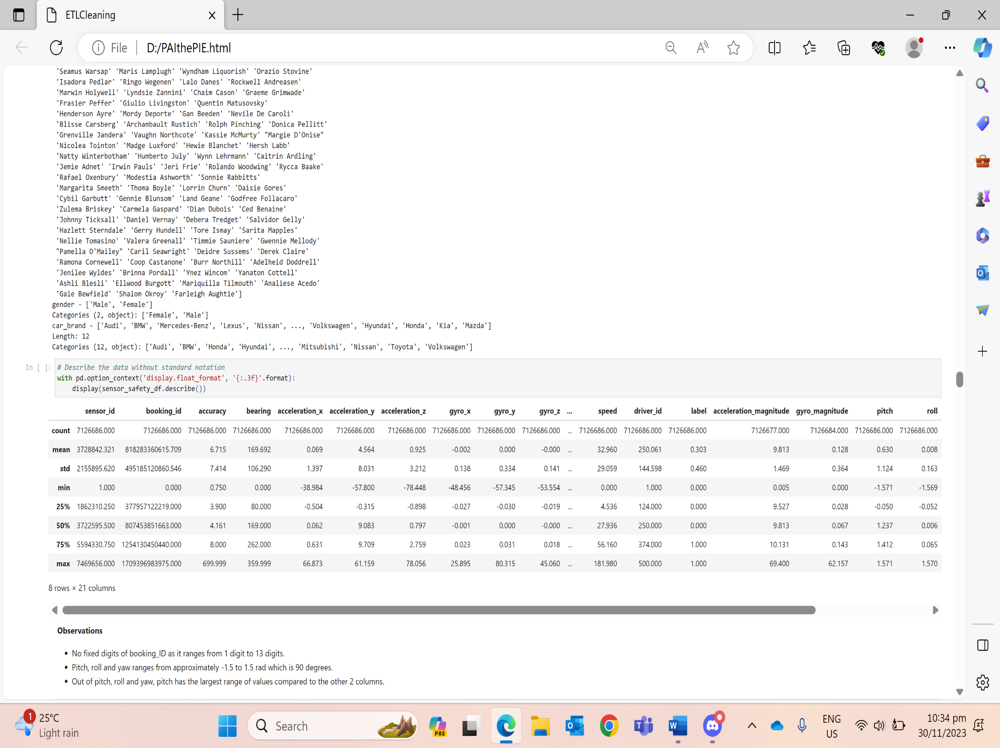 ETLCleaning
File D:/PAIthePIE.html
'Seamus Warsap' 'Maris Lamplugh' 'Wyndham Liquorish' 'Orazio Stovine'
'Isadora Pedlar' 'Ringo Wegenen' 'Lalo Danes' 'Rockwell Andreasen'
'Marwin Holywell' 'Lyndsie Zannini' 'Chaim Cason' 'Graeme Grimwade'
'Frasier Peffer' 'Giulio Livingston' 'Quentin Matusovsky'
'Henderson Ayre' 'Mordy Deporte' 'Gan Beeden' 'Nevile De Caroli'
'Blisse Carsberg' 'Archambault Rustich' 'Rolph Pinching' 'Donica Pellitt'
'Grenville Jandera' 'Vaughn Northcote' 'Kassie McMurty' "Margie D'Onise"
'Nicolea Tointon' 'Madge Luxford' 'Hewie Blanchet' 'Hersh Labb'
'Natty Winterbotham' 'Humberto July' 'Wynn Lehrmann' 'Caitrin Ardling'
'Jemie Adnet' 'Irwin Pauls' 'Jeri Frie' 'Rolando Woodwing' 'Rycca Baake'
'Rafael Oxenbury' 'Modestia Ashworth' 'Sonnie Rabbitts'
'Margarita Smeeth' 'Thoma Boyle' 'Lorrin Churn' 'Daisie Gores'
'Cybil Garbutt' 'Gennie Blunsom' 'Land Geane' 'Godfree Follacaro'
'Zulema Briskey' 'Carmela Gaspard' 'Dian Dubois' 'Ced Benaine'
'Johnny Ticksall' 'Daniel Vernay' 'Debera Tredget' 'Salvidor Gelly'
'Hazlett Sterndale' 'Gerry Hundell' 'Tore Ismay' 'Sarita Mapples'
'Nellie Tomasino' 'Valera Greenall' 'Timmie Sauniere' 'Gwennie Mellody'
"Pamella O'Mailey" 'Caril Seawright' 'Deidre Sussems' 'Derek Claire'
'Ramona Cornewell' 'Coop Castanone' 'Burr Northill' 'Adelheid Doddrell'
'Jenilee Wyldes' 'Brinna Pordall' 'Ynez Wincom' 'Yanaton Cottell'
'Ashli Blesli' 'Ellwood Burgott' 'Mariquilla Tilmouth' 'Analiese Acedo'
'Gale Bewfield' 'Shalom Okroy' 'Farleigh Aughtie']
gender - ['Male', 'Female']
Categories (2, object): ['Female', 'Male']
car_brand - ['Audi', 'BMW', 'Mercedes-Benz', 'Lexus', 'Nissan', ..., 'Volkswagen', 'Hyundai', 'Honda', 'Kia', 'Mazda']
Length: 12
Categories (12, object): ['Audi', 'BMW', 'Honda', 'Hyundai', ..., 'Mitsubishi', 'Nissan', 'Toyota', 'Volkswagen']
In [ ]: # Describe the data without standard notation
with pd.option_context('display.float_format', '{:.3f}'.format):
display(sensor_safety_df.describe())
sensor_id booking_id accuracy bearing acceleration_x acceleration_y acceleration_z gyro_x gyro_y gyro_z ... speed driver_id label acceleration_magnitude gyro_magnitude pitch roll
count 7126686.000 7126686.000 7126686.000 7126686.000 7126686.000 7126686.000 7126686.000 7126686.000 7126686.000 7126686.000 ... 7126686.000 7126686.000 7126686.000 7126677.000 7126684.000 7126686.000 7126686.000
mean 3728842.321 818283360615.709 6.715 169.692 0.069 4.564 0.925 -0.002 0.000 -0.000 ... 32.960 250.061 0.303 9.813 0.128 0.630 0.008
std 2155895.620 495185120860.546 7.414 106.290 1.397 8.031 3.212 0.138 0.334 0.141 ... 29.059 144.598 0.460 1.469 0.364 1.124 0.163
min 1.000 0.000 0.750 0.000 -38.984 -57.800 -78.448 -48.456 -57.345 -53.554 ... 0.000 1.000 0.000 0.005 0.000 -1.571 -1.569
25% 1862310.250 377957122219.000 3.900 80.000 -0.504 -0.315 -0.898 -0.027 -0.030 -0.019 ... 4.536 124.000 0.000 9.527 0.028 -0.050 -0.052
50% 3722595.500 807453851663.000 4.161 169.000 0.062 9.083 0.797 -0.001 0.000 -0.000 ... 27.936 250.000 0.000 9.813 0.067 1.237 0.006
75% 5594330.750 1254130450440.000 8.000 262.000 0.631 9.709 2.759 0.023 0.031 0.018 ... 56.160 374.000 1.000 10.131 0.143 1.412 0.065
max 7469656.000 1709396983975.000 699.999 359.999 66.873 61.159 78.056 25.895 80.315 45.060 ... 181.980 500.000 1.000 69.400 62.157 1.571 1.570
8 rows × 21 columns
Observations
• No fixed digits of booking_ID as it ranges from 1 digit to 13 digits.
• Pitch, roll and yaw ranges from approximately -1.5 to 1.5 rad which is 90 degrees.
• Out of pitch, roll and yaw, pitch has the largest range of values compared to the other 2 columns.
1
25°C
Light rain
Search
PRE
ENG
US
10:34 pm
30/11/2023